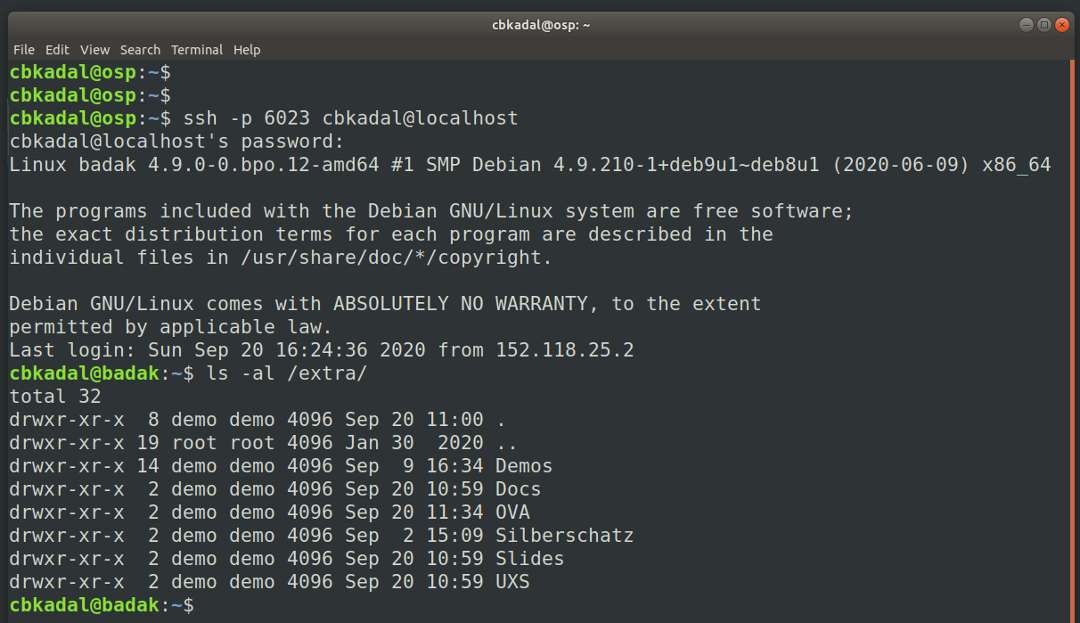 cbkadal@osp: ~
File Edit View Search Terminal Help
cbkadal@osp:~$
cbkadal@osp:~$
cbkadal@osp:~$ ssh -p 6023 cbkadal@localhost
cbkadal@localhost's password:
Linux badak 4.9.0-0.bpo.12-amd64 #1 SMP Debian 4.9.210-1+deb9u1~deb8u1 (2020-06-09) x86_64
The programs included with the Debian GNU/Linux system are free software;
the exact distribution terms for each program are described in the
individual files in /usr/share/doc/*/copyright.
Debian GNU/Linux comes with ABSOLUTELY NO WARRANTY, to the extent
permitted by applicable law.
Last login: Sun Sep 20 16:24:36 2020 from 152.118.25.2
cbkadal@badak:~$ ls -al /extra/
total 32
drwxr-xr-x  8 demo demo 4096 Sep 20 11:00 .
drwxr-xr-x 19 root root 4096 Jan 30  2020 ..
drwxr-xr-x 14 demo demo 4096 Sep  9 16:34 Demos
drwxr-xr-x  2 demo demo 4096 Sep 20 10:59 Docs
drwxr-xr-x  2 demo demo 4096 Sep 20 11:34 OVA
drwxr-xr-x  2 demo demo 4096 Sep  2 15:09 Silberschatz
drwxr-xr-x  2 demo demo 4096 Sep 20 10:59 Slides
drwxr-xr-x  2 demo demo 4096 Sep 20 10:59 UXS
cbkadal@badak:~$